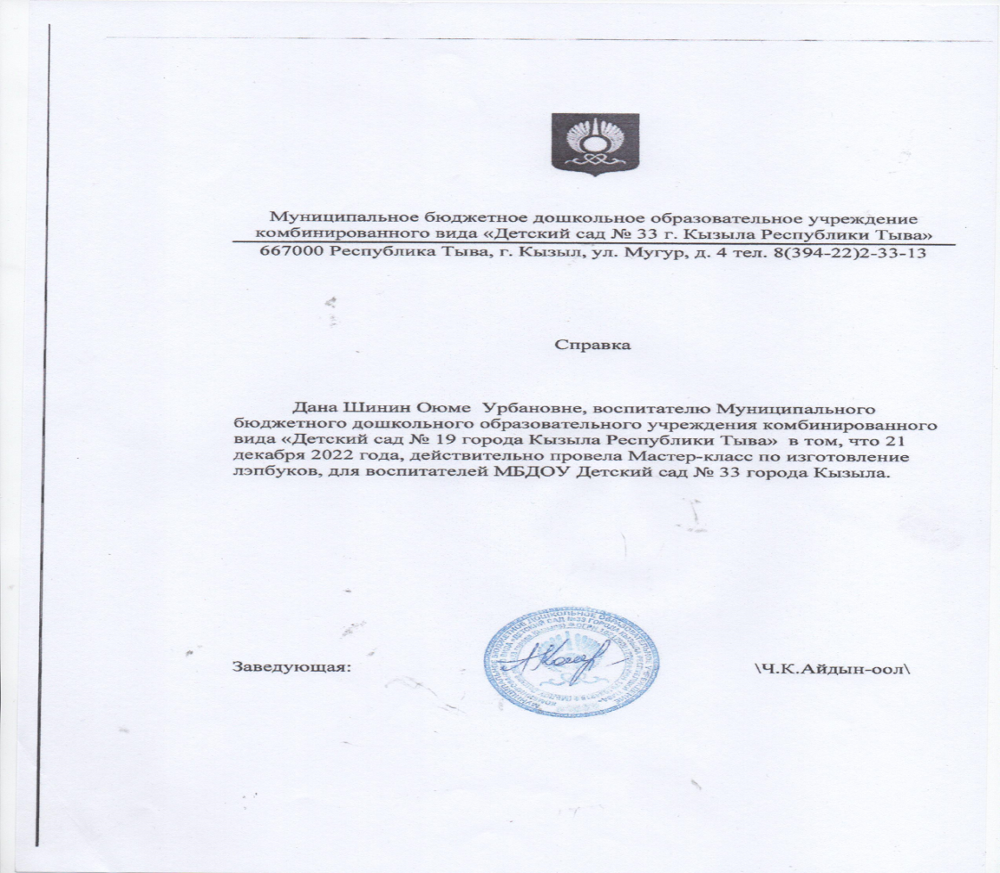 Муниципальное бюджетное дошкольное образовательное учреждение
комбинированного вида «Детский сад № 33 г. Кызыла Республики Тыва»
667000 Республика Тыва, г. Кызыл, ул. Мугур, д. 4 тел. 8(394-22)2-33-13
Справка
Дана Шинин Оюме Урбановне, воспитателю Муниципального
бюджетного дошкольного образовательного учреждения комбинированного
вида «Детский сад № 19 города Кызыла Республики Тыва» в том, что 21
декабря 2022 года, действительно провела Мастер-класс по изготовление
лэпбуков, для воспитателей МБДОУ Детский сад № 33 города Кызыла.
Заведующая:
\Ч.К.Айдын-оол\